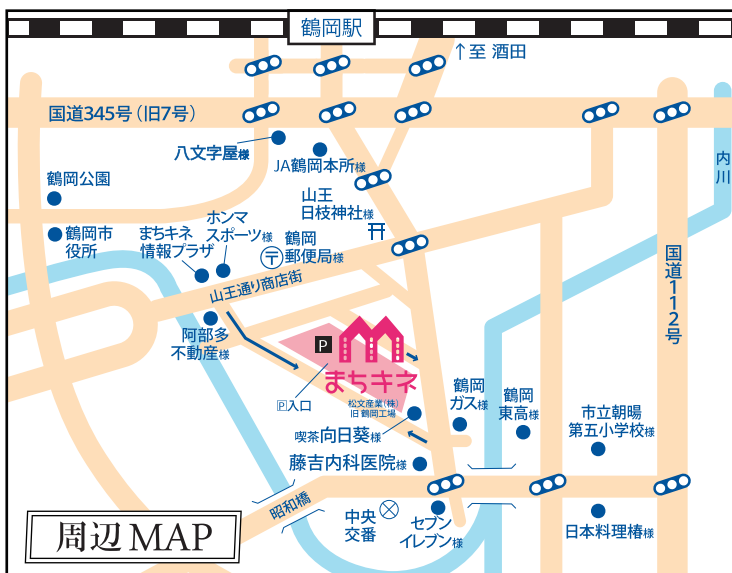 鶴岡駅
↑至 酒田
国道345号（旧7号）
八文字屋様
JA鶴岡本所様
内川
鶴岡公園
山王
日枝神社様
ホンマ
スポーツ様
鶴岡市
役所
まちキネ
情報プラザ
鶴岡
郵便局様
〒
国道112号
山王通り商店街
阿部多
不動産様
P
まちキネ
P入口
松文産業（株）
旧 鶴岡工場
鶴岡
ガス様
鶴岡
東高様
市立朝暘
第五小学校様
喫茶向日葵様
藤吉内科医院様
昭和橋
中央
交番
セブン
イレブン様
日本料理椿様
周辺MAP